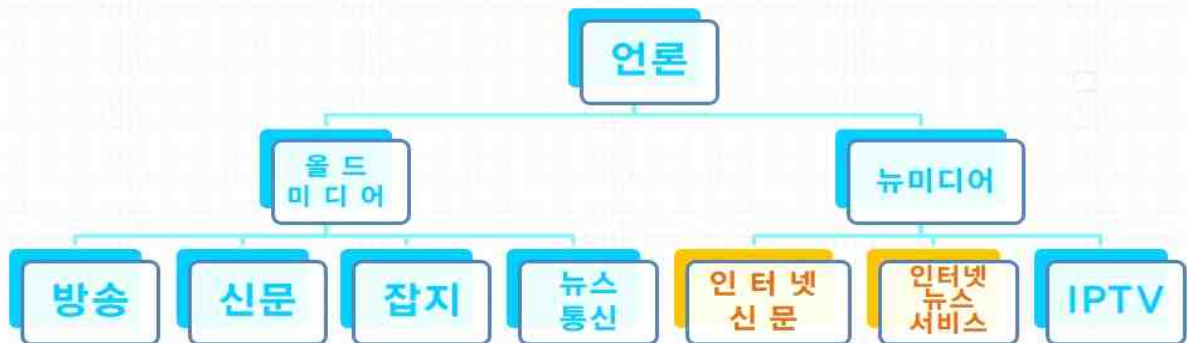 언론
올 드
미 디 어
뉴미디어
방송
신문
잡지
뉴스
통신
인 터 넷
신 문
인터넷
뉴스
서비스
IPTV